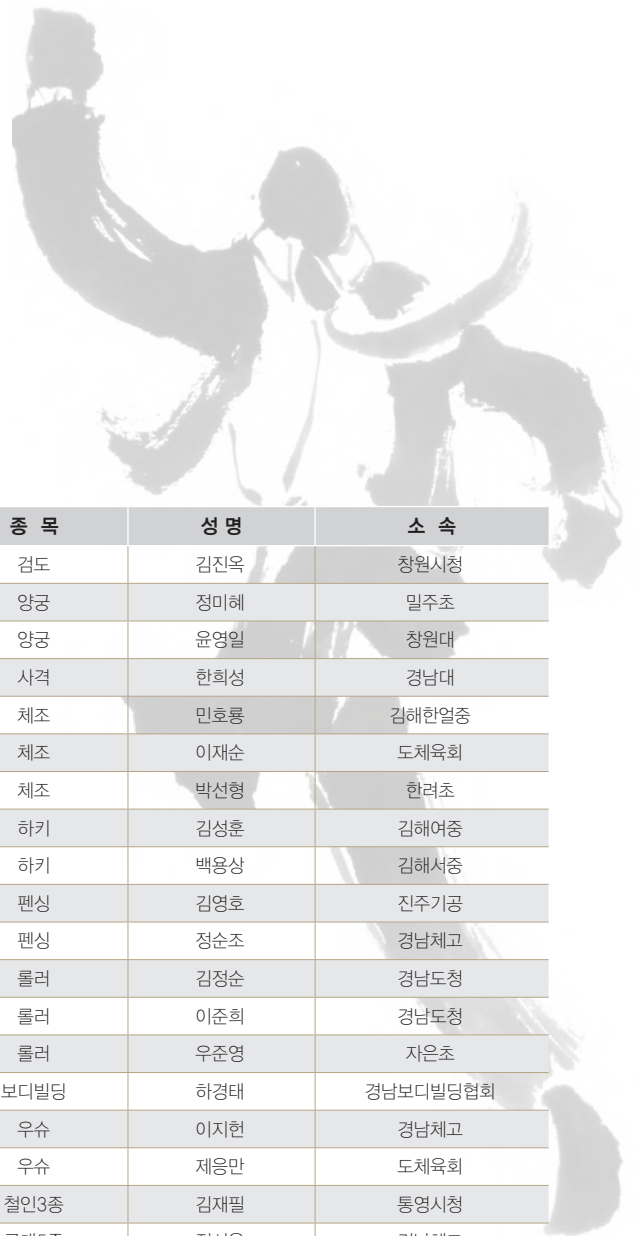 종 목 성 명 소 속
검도 김진옥 창원시청
양궁 정미혜 밀주초
양궁 윤영일 창원대
사격 한희성 경남대
체조 민호룡 김해한얼중
체조 이재순 도체육회
체조 박선형 한려초
하키 김성훈 김해여중
하키 백용상 김해서중
펜싱 김영호 진주기공
펜싱 정순조 경남체고
롤러 김정순 경남도청
롤러 이준희 경남도청
롤러 우준영 자은초
보디빌딩 하경태 경남보디빌딩협회
우슈 이지헌 경남체고
우슈 제응만 도체육회
철인3종 김재필 통영시청